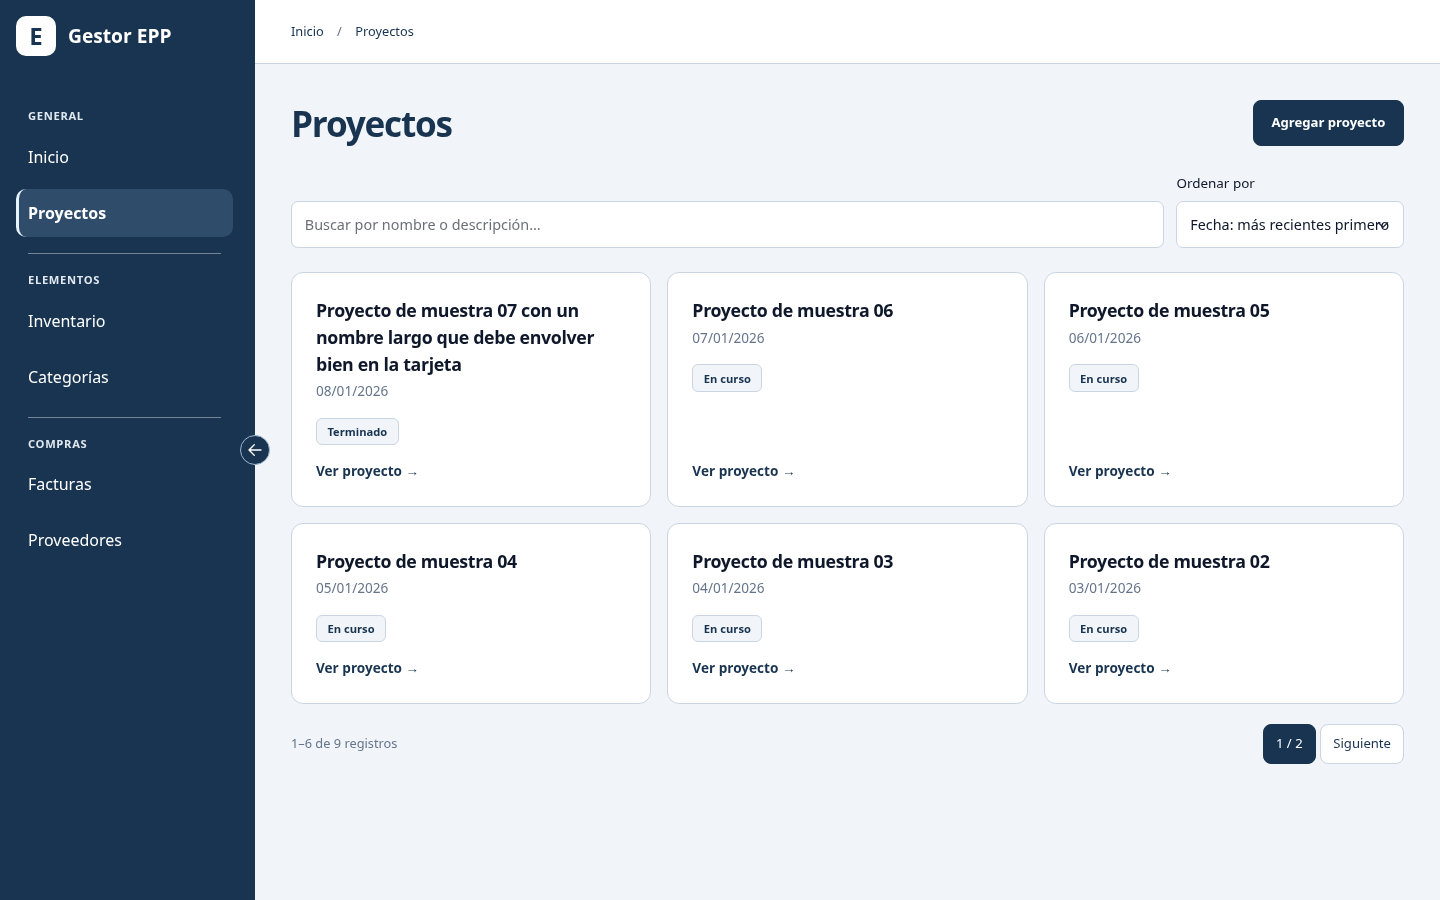 E
Gestor EPP
GENERAL
Inicio
Proyectos
ELEMENTOS
Inventario
Categorías
COMPRAS
Facturas
Proveedores
Inicio / Proyectos
Proyectos
Agregar proyecto
Ordenar por
Buscar por nombre o descripción...
Fecha: más recientes primero
Proyecto de muestra 07 con un
nombre largo que debe envolver
bien en la tarjeta
08/01/2026
Terminado
Ver proyecto →
Proyecto de muestra 06
07/01/2026
En curso
Ver proyecto →
Proyecto de muestra 05
06/01/2026
En curso
Ver proyecto →
Proyecto de muestra 04
05/01/2026
En curso
Ver proyecto →
Proyecto de muestra 03
04/01/2026
En curso
Ver proyecto →
Proyecto de muestra 02
03/01/2026
En curso
Ver proyecto →
1–6 de 9 registros
1 / 2
Siguiente